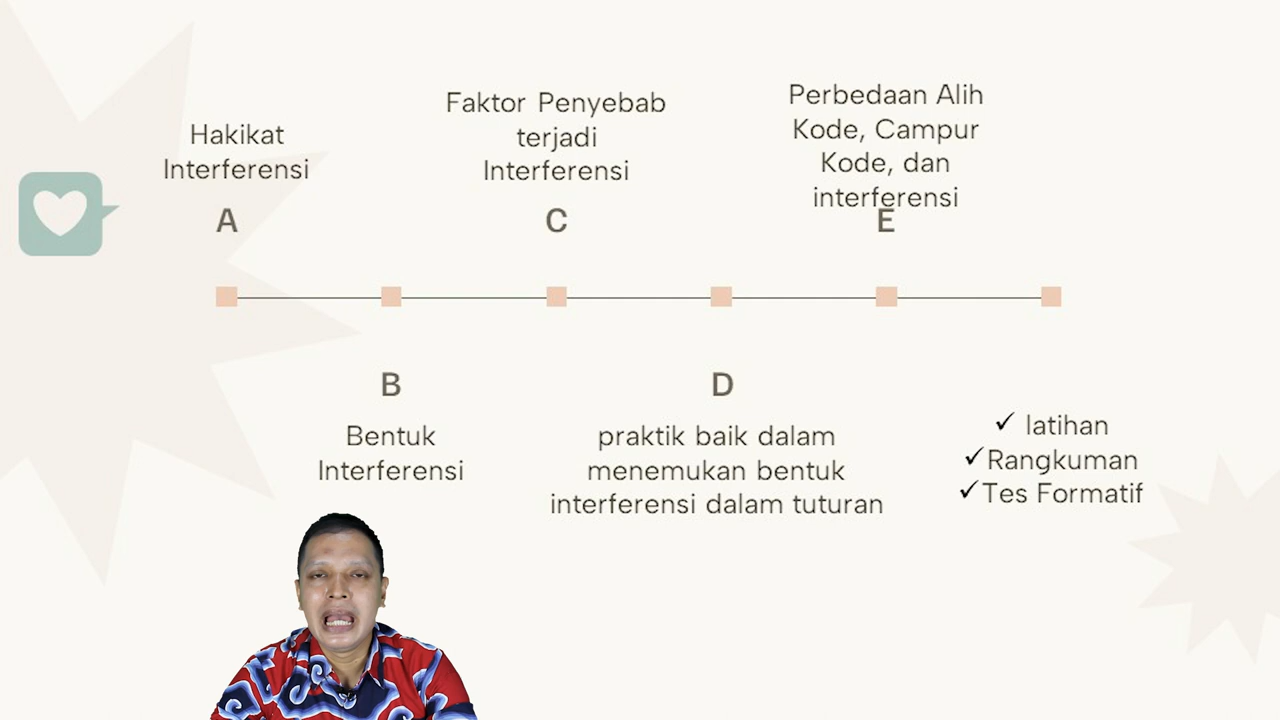 Hakikat
Interferensi
A
B
Bentuk
Interferensi
Faktor Penyebab
terjadi
Interferensi
C
D
praktik baik dalam
menemukan bentuk
interferensi dalam tuturan
Perbedaan Alih
Kode, Campur
Kode, dan
interferensi
E
✓ latihan
✓Rangkuman
✓Tes Formatif